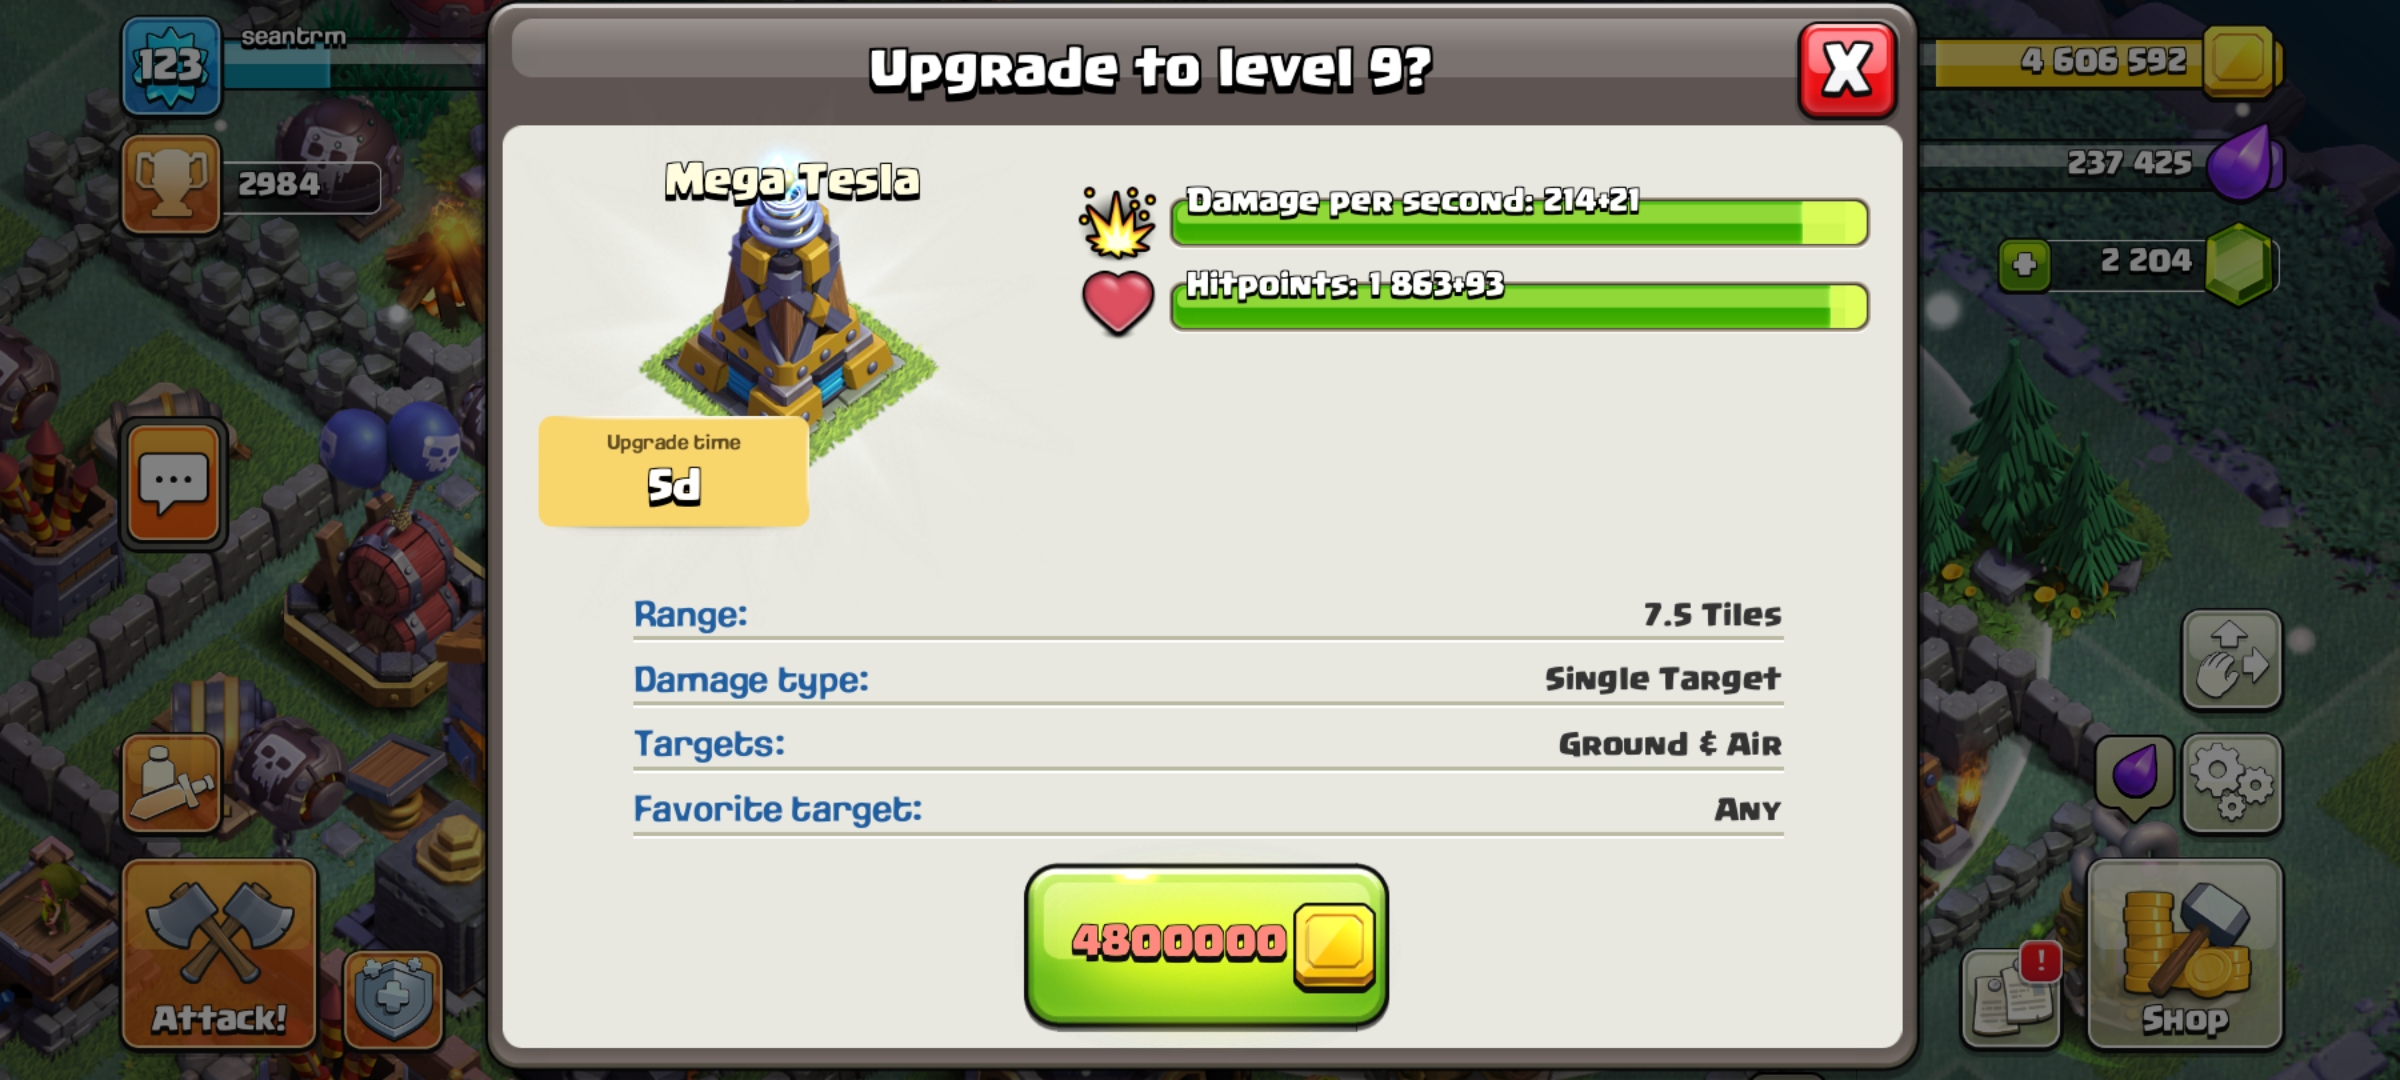 seantrm
123
2984
Upgrade to level 9?
X
4 606 592
237 425
2 204
Mega Tesla
Damage per second: 214+21
Hitpoints: 1 863+93
Upgrade time
5d
Range: 7.5 Tiles
Damage type: Single Target
Targets: Ground & Air
Favorite target: Any
4800000
Attack!
!
Shop